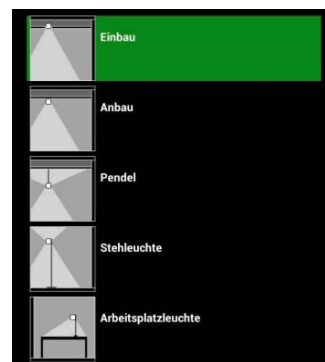 Einbau
Anbau
Pendel
Stehleuchte
Arbeitsplatzleuchte